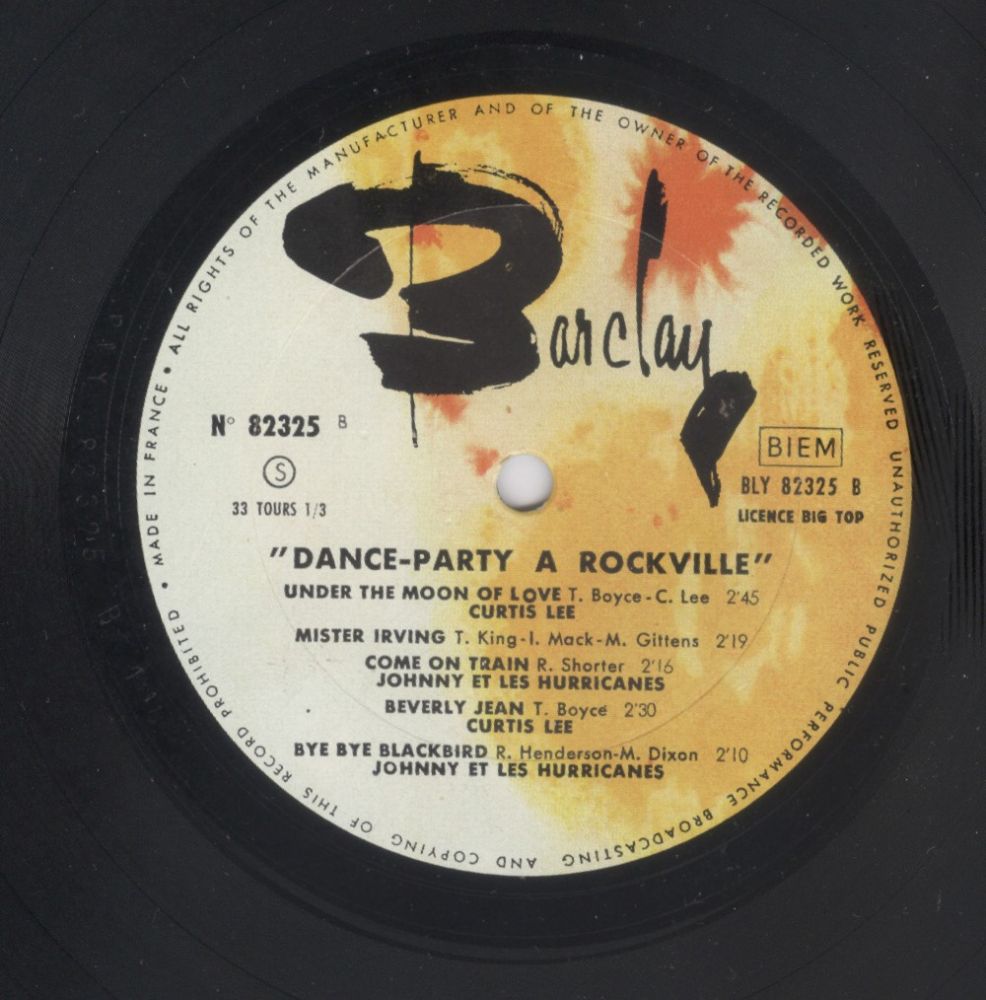 • MADE IN FRANCE • ALL RIGHTS OF THE MANUFACTURER AND OF THE OWNER OF THE RECORDED WORK RESERVED UNAUTHORIZED PUBLIC PERFORMANCE BROADCASTING AND COPYING OF THIS RECORD PROHIBITED
Barclay
N° 82325 B
S
33 TOURS 1/3
BIEM
BLY 82325 B
LICENCE BIG TOP
"DANCE-PARTY A ROCKVILLE"
UNDER THE MOON OF LOVE T. Boyce-C. Lee 2'45
CURTIS LEE
MISTER IRVING T. King-I. Mack-M. Gittens 2'19
COME ON TRAIN R. Shorter 2'16
JOHNNY ET LES HURRICANES
BEVERLY JEAN T. Boyce 2'30
CURTIS LEE
BYE BYE BLACKBIRD R. Henderson-M. Dixon 2'10
JOHNNY ET LES HURRICANES